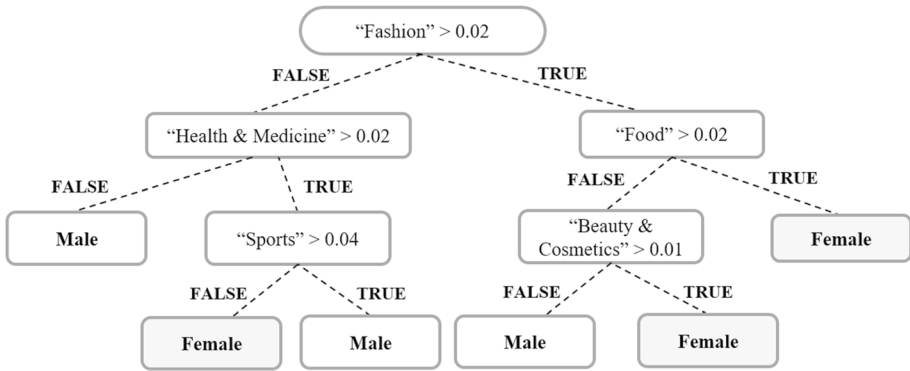 “Fashion” > 0.02
FALSE
TRUE
“Health & Medicine” > 0.02
“Food” > 0.02
FALSE
TRUE
FALSE
TRUE
Male
“Sports” > 0.04
“Beauty &
Cosmetics” > 0.01
Female
FALSE
TRUE
FALSE
TRUE
Female
Male
Male
Female